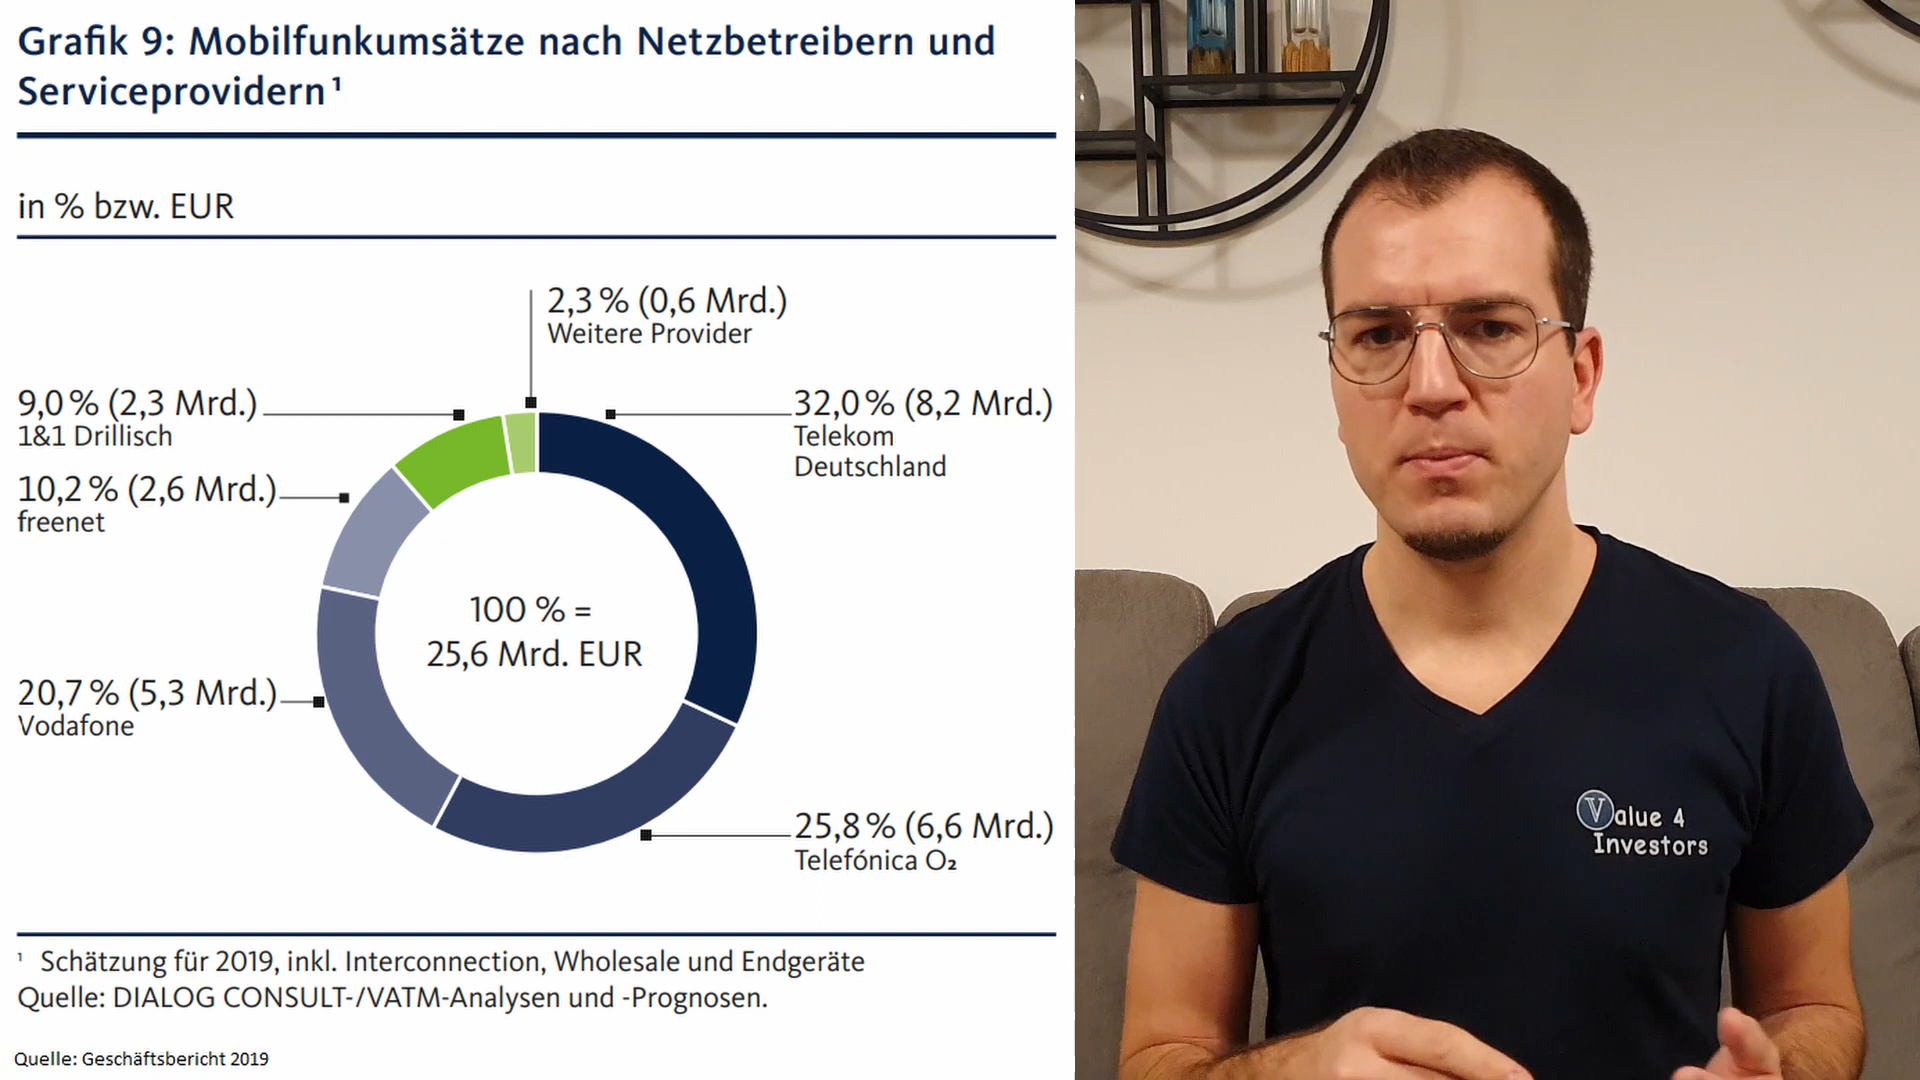 Grafik 9: Mobilfunkumsätze nach Netzbetreibern und
Serviceprovidern¹
in % bzw. EUR
2,3 % (0,6 Mrd.)
Weitere Provider
9,0 % (2,3 Mrd.)
1&1 Drillisch
32,0 % (8,2 Mrd.)
Telekom
Deutschland
10,2 % (2,6 Mrd.)
freenet
100 % =
25,6 Mrd. EUR
20,7 % (5,3 Mrd.)
Vodafone
25,8 % (6,6 Mrd.)
Telefónica O₂
¹ Schätzung für 2019, inkl. Interconnection, Wholesale und Endgeräte
Quelle: DIALOG CONSULT-/VATM-Analysen und -Prognosen.
Quelle: Geschäftsbericht 2019
Value 4
Investors